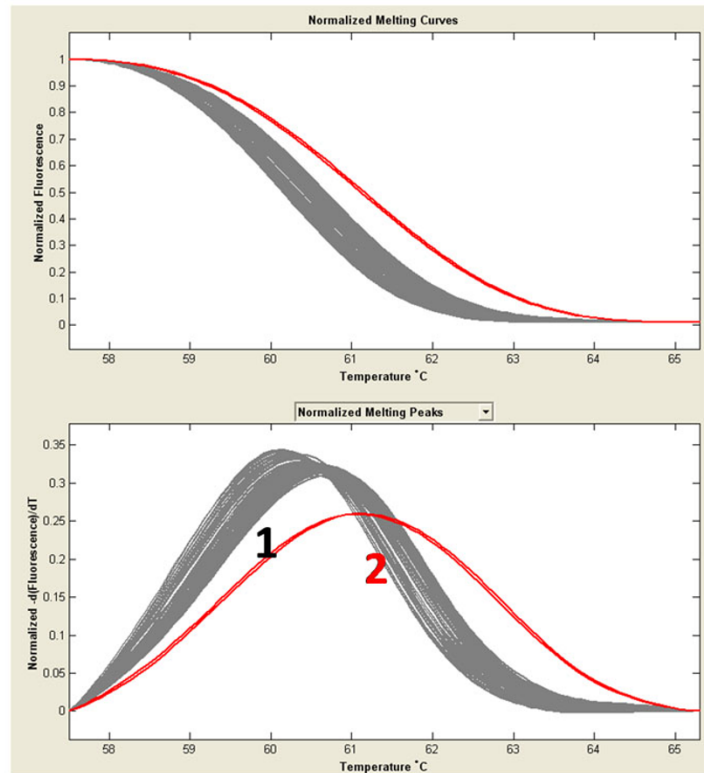 Normalized Melting Curves
Normalized Fluorescence
1
0.9
0.8
0.7
0.6
0.5
0.4
0.3
0.2
0.1
0
58 59 60 61 62 63 64 65
Temperature °C
Normalized Melting Peaks
Normalized -d(Fluorescence)/dT
0.35
0.3
0.25
0.2
0.15
0.1
0.05
0
1
2
58 59 60 61 62 63 64 65
Temperature °C